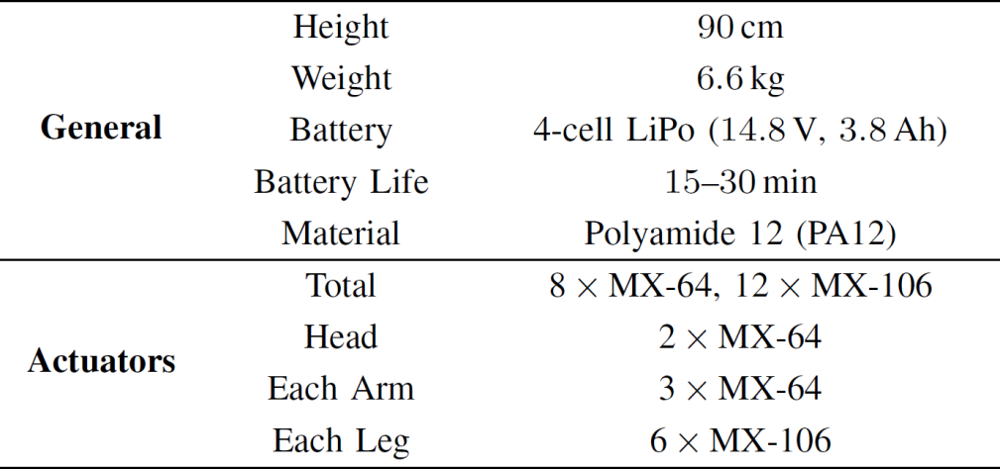 Height 90 cm
Weight 6.6 kg
General Battery 4-cell LiPo (14.8 V, 3.8 Ah)
Battery Life 15–30 min
Material Polyamide 12 (PA12)
Total 8 × MX-64, 12 × MX-106
Head 2 × MX-64
Actuators
Each Arm 3 × MX-64
Each Leg 6 × MX-106